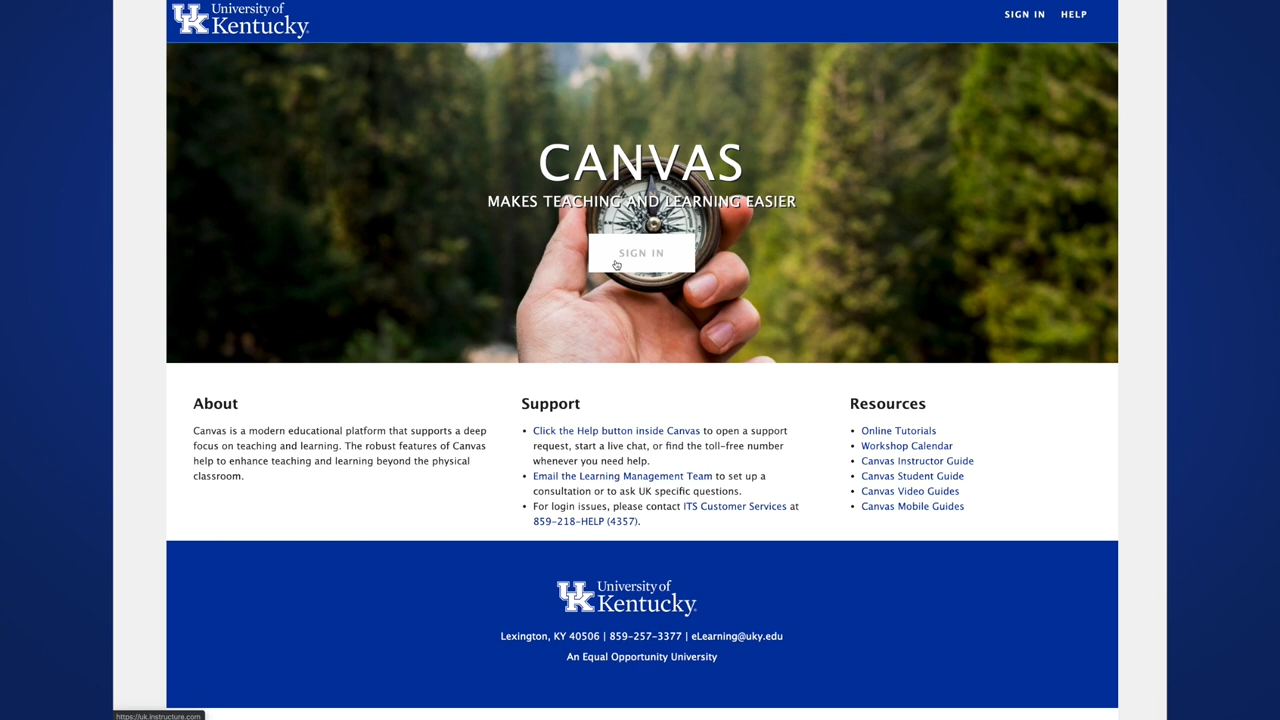 University of
Kentucky
SIGN IN HELP
CANVAS
MAKES TEACHING AND LEARNING EASIER
SIGN IN
About
Canvas is a modern educational platform that supports a deep
focus on teaching and learning. The robust features of Canvas
help to enhance teaching and learning beyond the physical
classroom.
Support
• Click the Help button inside Canvas to open a support
request, start a live chat, or find the toll-free number
whenever you need help.
• Email the Learning Management Team to set up a
consultation or to ask UK specific questions.
• For login issues, please contact ITS Customer Services at
859-218-HELP (4357).
Resources
• Online Tutorials
• Workshop Calendar
• Canvas Instructor Guide
• Canvas Student Guide
• Canvas Video Guides
• Canvas Mobile Guides
UK University of
Kentucky
Lexington, KY 40506 | 859-257-3377 | eLearning@uky.edu
An Equal Opportunity University
https://uk.instructure.com